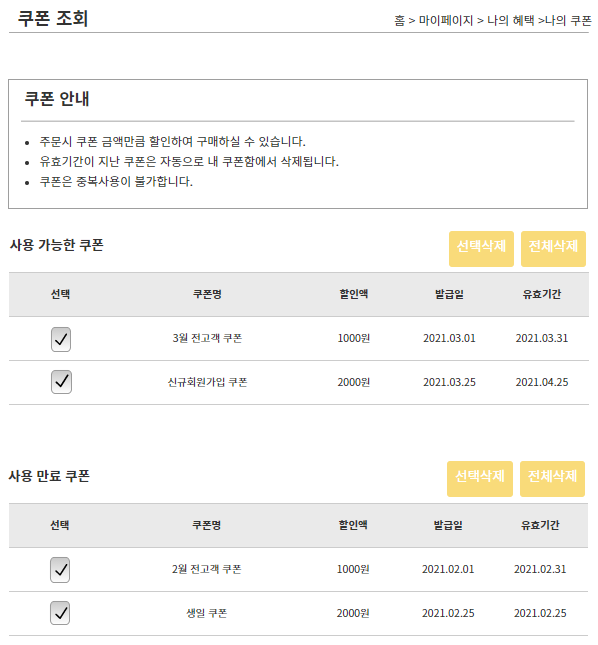 쿠폰 조회
홈 > 마이페이지 > 나의 혜택 >나의 쿠폰
쿠폰 안내
• 주문시 쿠폰 금액만큼 할인하여 구매하실 수 있습니다.
• 유효기간이 지난 쿠폰은 자동으로 내 쿠폰함에서 삭제됩니다.
• 쿠폰은 중복사용이 불가합니다.
사용 가능한 쿠폰 선택삭제 전체삭제
선택 쿠폰명 할인액 발급일 유효기간
3월 전고객 쿠폰 1000원 2021.03.01 2021.03.31
신규회원가입 쿠폰 2000원 2021.03.25 2021.04.25
사용 만료 쿠폰 선택삭제 전체삭제
선택 쿠폰명 할인액 발급일 유효기간
2월 전고객 쿠폰 1000원 2021.02.01 2021.02.31
생일 쿠폰 2000원 2021.02.25 2021.02.25